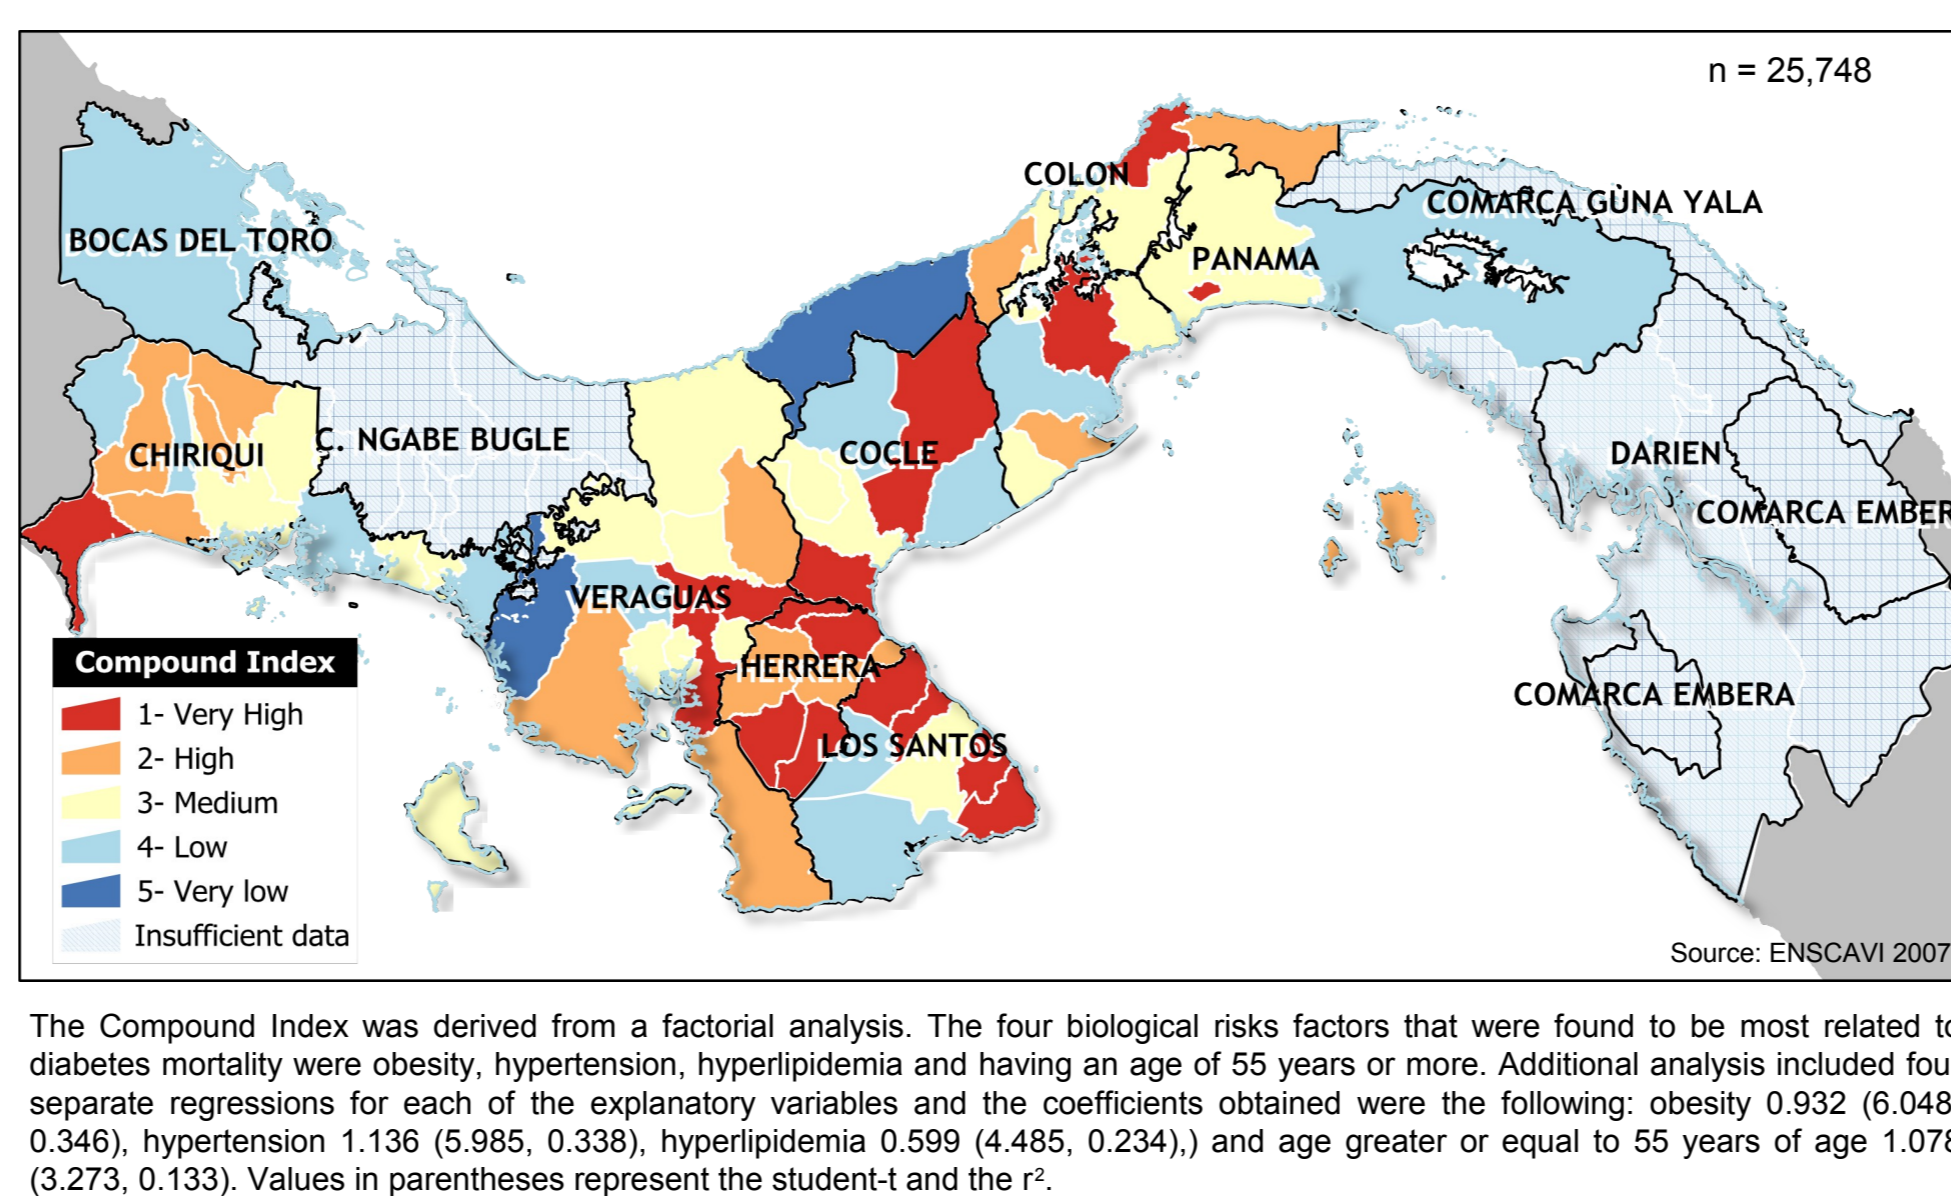 n = 25,748
COLON
COMARCA GUNA YALA
BOCAS DEL TORO
PANAMA
C. NGABE BUGLE
CHIRIQUI
COCLE
DARIEN
COMARCA EMBER
VERAGUAS
HERRERA
COMARCA EMBERA
LOS SANTOS
Compound Index
1- Very High
2- High
3- Medium
4- Low
5- Very low
Insufficient data
Source: ENSCAVI 2007
The Compound Index was derived from a factorial analysis. The four biological risks factors that were found to be most related to
diabetes mortality were obesity, hypertension, hyperlipidemia and having an age of 55 years or more. Additional analysis included fou
separate regressions for each of the explanatory variables and the coefficients obtained were the following: obesity 0.932 (6.048
0.346), hypertension 1.136 (5.985, 0.338), hyperlipidemia 0.599 (4.485, 0.234),) and age greater or equal to 55 years of age 1.078
(3.273, 0.133). Values in parentheses represent the student-t and the r².